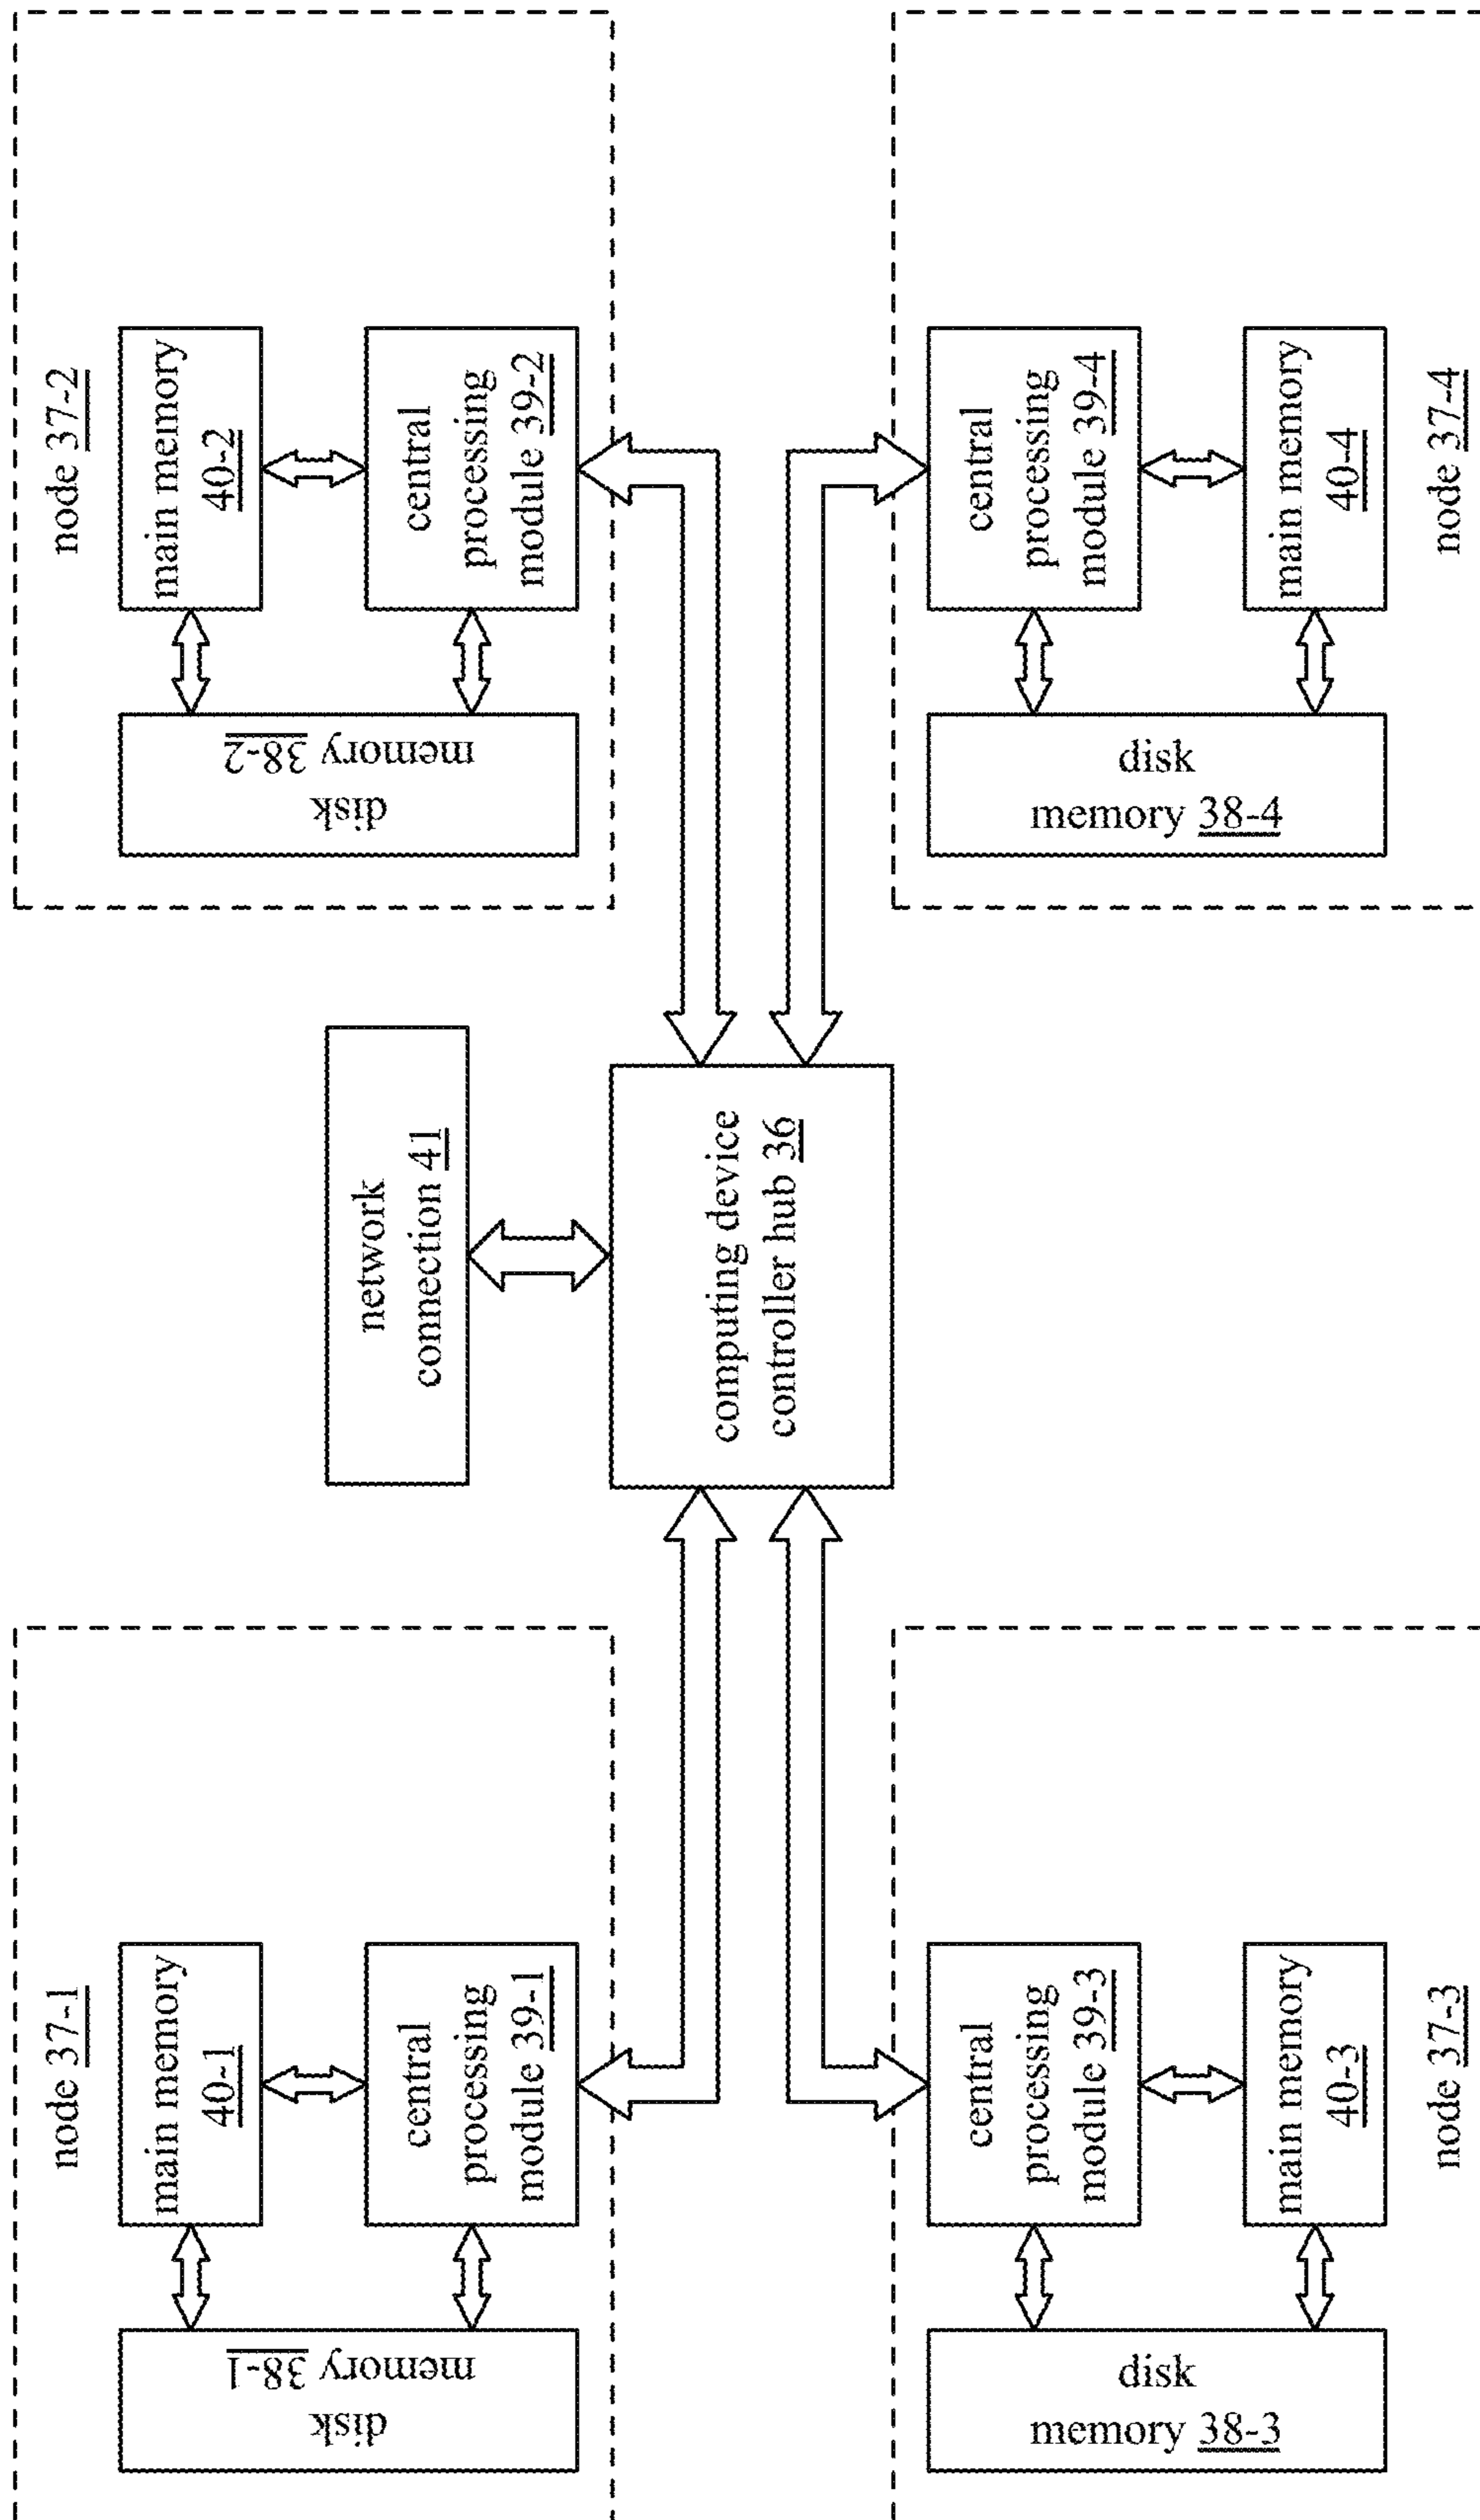 node 37-1
main memory
40-1
central
processing
module 39-1
disk
memory 38-1
network
connection 41
computing device
controller hub 36
node 37-2
main memory
40-2
central
processing
module 39-2
disk
memory 38-2
central
processing
module 39-3
main memory
40-3
disk
memory 38-3
node 37-3
central
processing
module 39-4
main memory
40-4
disk
memory 38-4
node 37-4